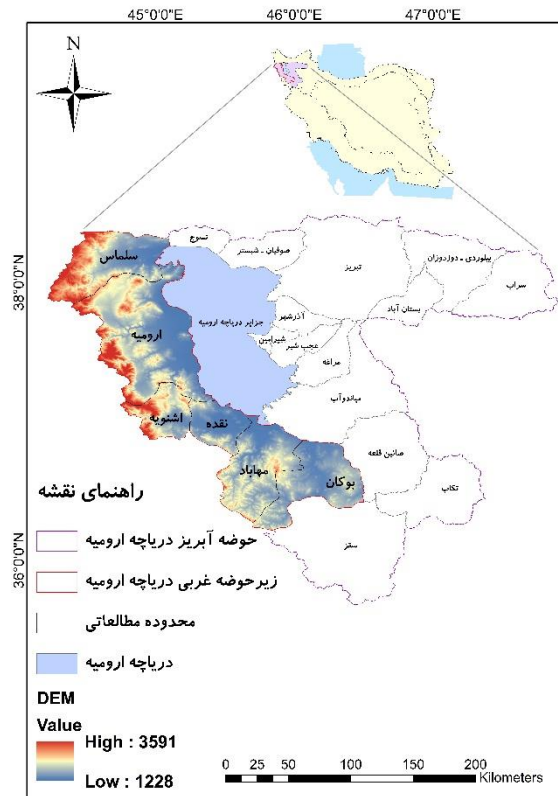 45°0'0"E 46°0'0"E 47°0'0"E
N
38°0'0"N
36°0'0"N
تسوج
صوفیان - شبستر
تبریز
بیلوردی - دوزدوزان
سراب
سلماس
بستان آباد
ارومیه
جزایر دریاچه ارومیه
آذرشهر
شیرامین
عجب شیر
مراغه
اشنویه
نقده
میاندوآب
مهاباد
بوکان
صائین قلعه
تکاب
سقز
راهنمای نقشه
حوضه آبریز دریاچه ارومیه
زیرحوضه غربی دریاچه ارومیه
محدوده مطالعاتی
دریاچه ارومیه
DEM
Value
High : 3591
Low : 1228
0 25 50 100 150 200
Kilometers